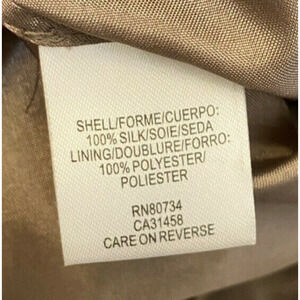 SHELL/FORME/CUERPO:
100% SILK/SOIE/SEDA
LINING/DOUBLURE/FORRO:
100% POLYESTER/
POLIESTER
RN80734
CA31458
CARE ON REVERSE